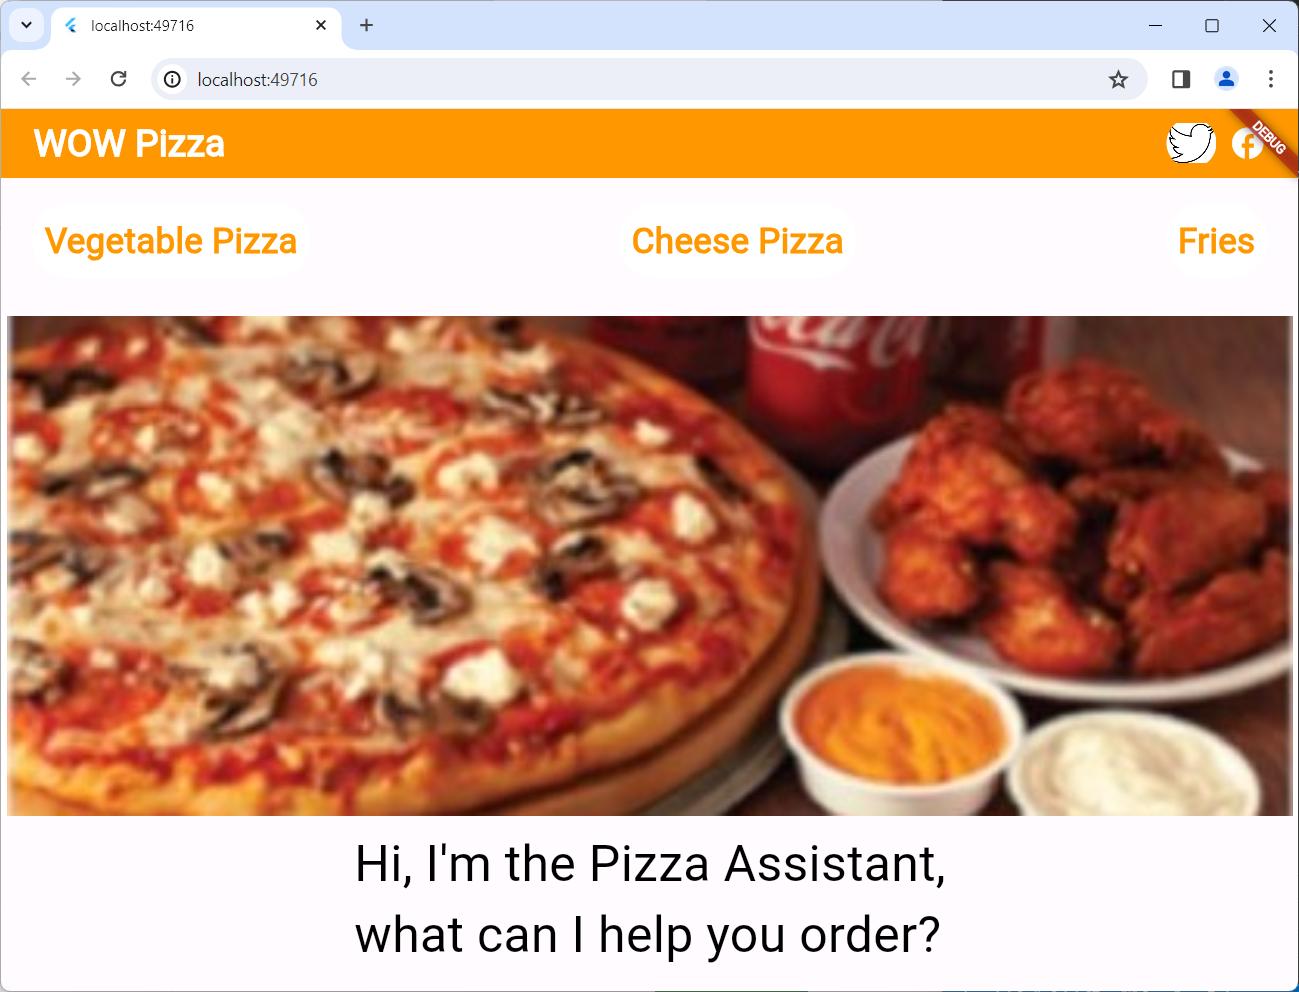 localhost:49716
localhost:49716
WOW Pizza
DEBUG
Vegetable Pizza
Cheese Pizza
Fries
Hi, I'm the Pizza Assistant,
what can I help you order?